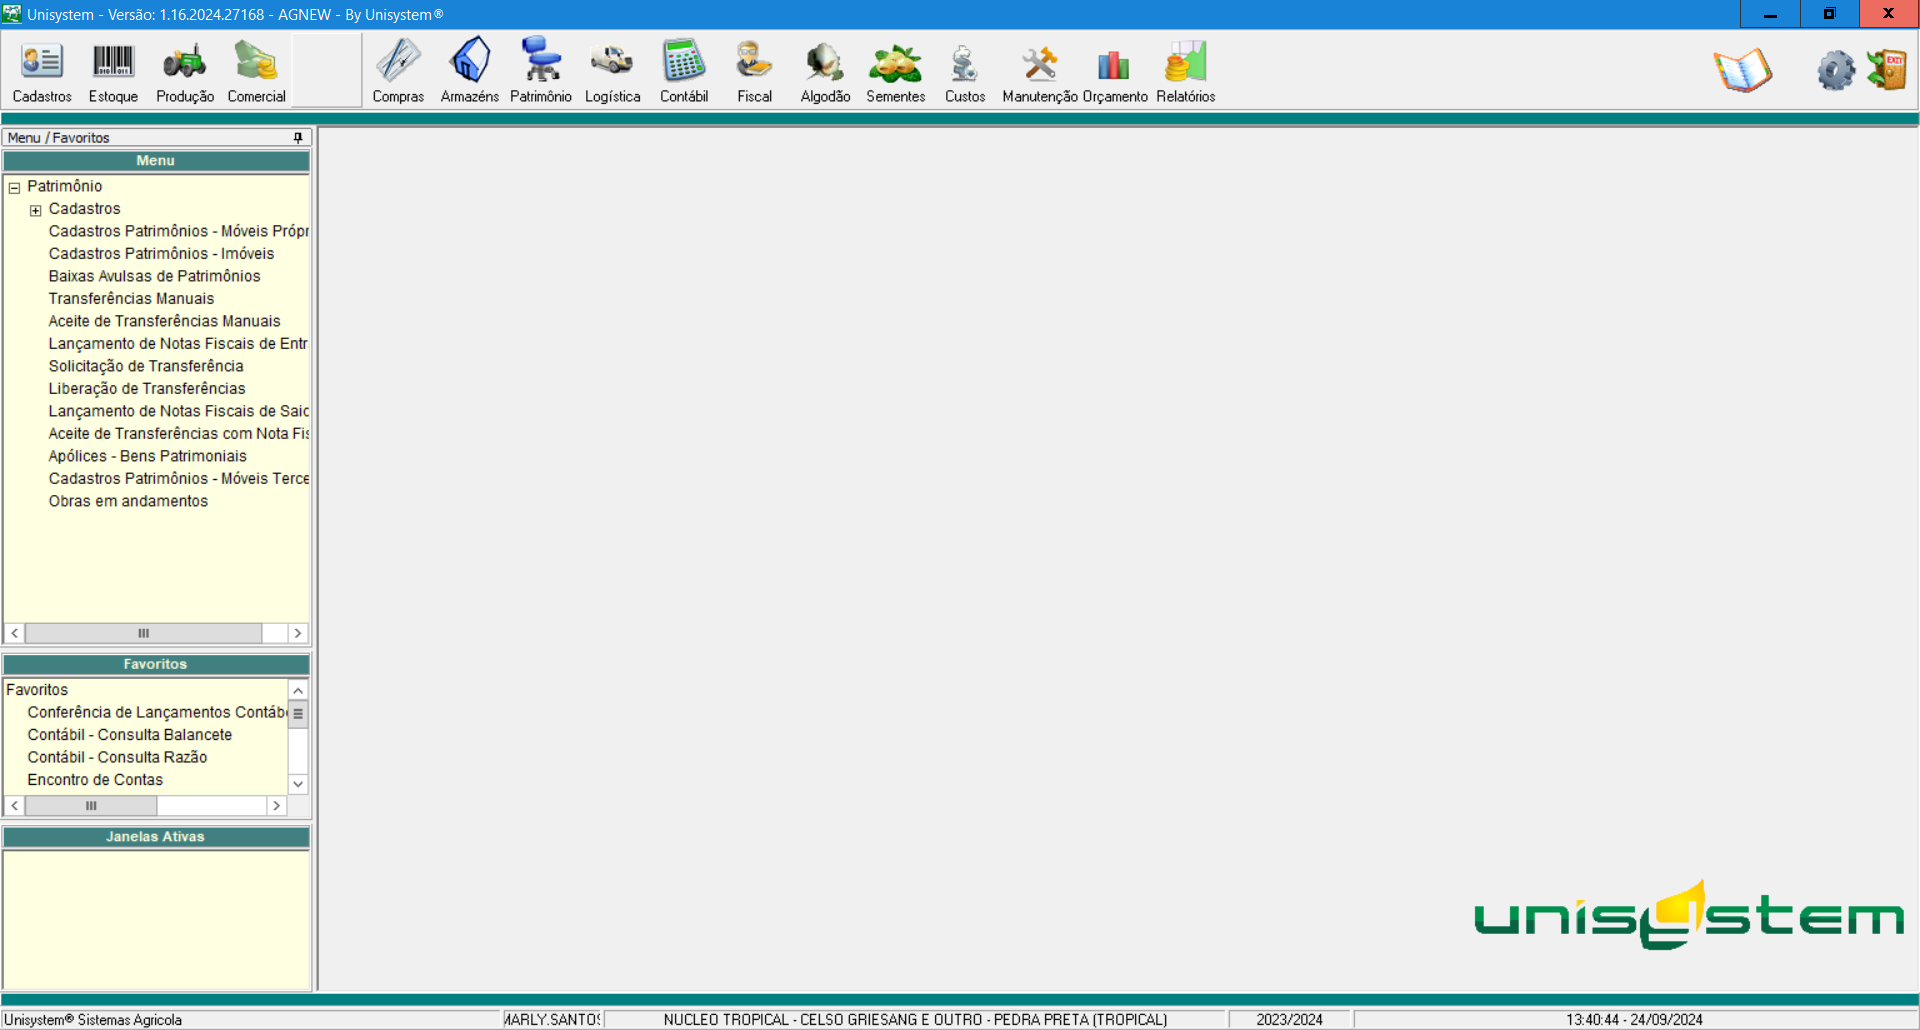 Unisystem - Versão: 1.16.2024.27168 - AGNEW - By Unisystem®
Cadastros Estoque Produção Comercial Compras Armazéns Patrimônio Logística Contábil Fiscal Algodão Sementes Custos Manutenção Orçamento Relatórios
EXIT
Menu / Favoritos
Menu
Patrimônio
Cadastros
Cadastros Patrimônios - Móveis Própr
Cadastros Patrimônios - Imóveis
Baixas Avulsas de Patrimônios
Transferências Manuais
Aceite de Transferências Manuais
Lançamento de Notas Fiscais de Entr
Solicitação de Transferência
Liberação de Transferências
Lançamento de Notas Fiscais de Saic
Aceite de Transferências com Nota Fis
Apólices - Bens Patrimoniais
Cadastros Patrimônios - Móveis Terce
Obras em andamentos
Favoritos
Favoritos
Conferência de Lançamentos Contábe
Contábil - Consulta Balancete
Contábil - Consulta Razão
Encontro de Contas
Janelas Ativas
unisystem
Unisystem® Sistemas Agricola MARLY.SANTOS NUCLEO TROPICAL - CELSO GRIESANG E OUTRO - PEDRA PRETA (TROPICAL) 2023/2024 13:40:44 - 24/09/2024